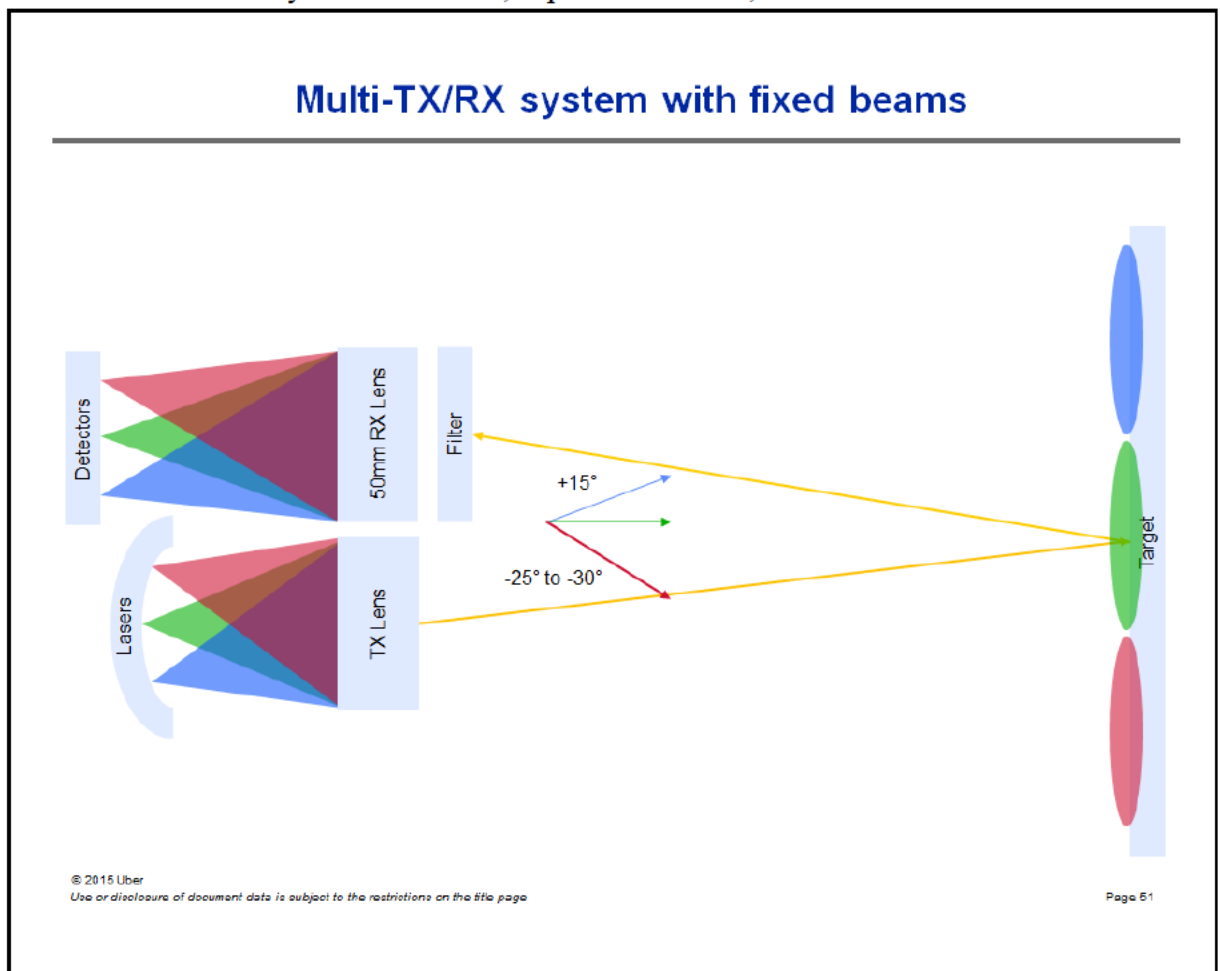 Multi-TX/RX system with fixed beams
Detectors
50mm RX Lens
Filter
+15°
-25° to -30°
Lasers
TX Lens
Target
© 2015 Uber
Use or disclosure of document data is subject to the restrictions on the title page
Page 51